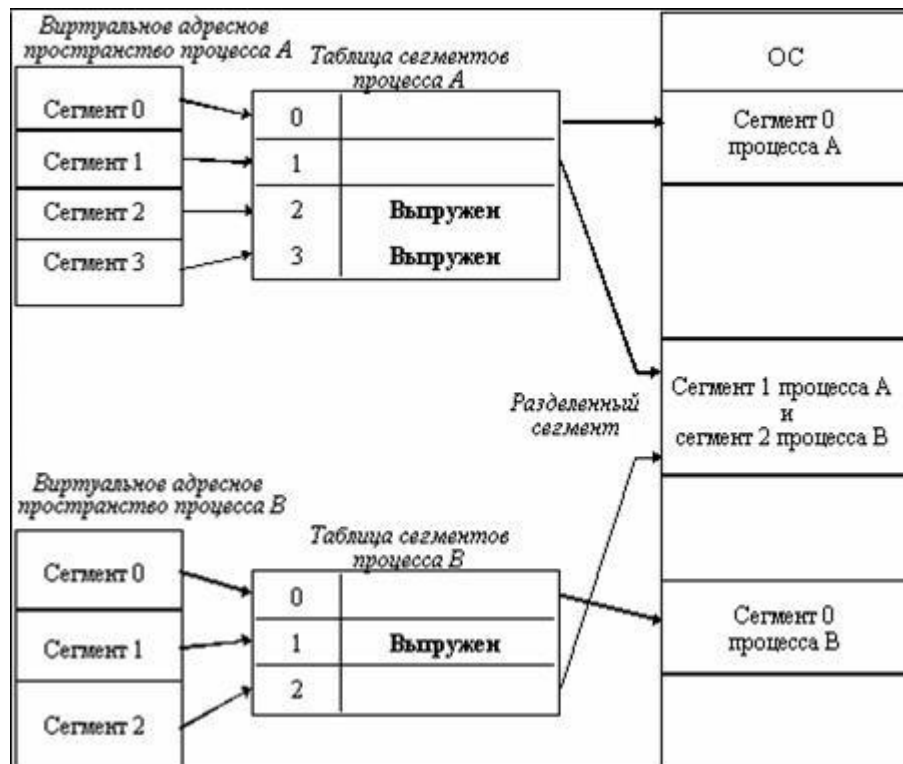 Виртуальное адресное
пространство процесса A
Сегмент 0
Сегмент 1
Сегмент 2
Сегмент 3
Таблица сегментов
процесса A
0
1
2 Выпружен
3 Выпружен
ОС
Сегмент 0
процесса A
Сегмент 1 процесса A
и
сегмент 2 процесса B
Разделенный
сегмент
Виртуальное адресное
пространство процесса B
Сегмент 0
Сегмент 1
Сегмент 2
Таблица сегментов
процесса B
0
1 Выпружен
2
Сегмент 0
процесса B